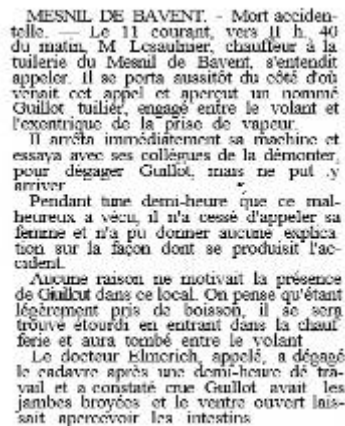 MESNIL DE BAVENT. - Mort acciden-
telle. — Le 11 courant, vers 11 h. 40
du matin, M Lesaulnier, chauffeur à la
tuilerie du Mesnil de Bavent, s'entendit
appeler. Il se porta aussitôt du côté d'où
venait cet appel et aperçut un nommé
Guillot tuilier, engagé entre le volant et
l'exentrique de la prise de vapeur.
Il arrêta immédiatement sa machine et
essaya avec ses collègues de la démonter,
pour dégager Guillot, mais ne put .y
arriver
Pendant tune demi-heure que ce mal-
heureux a vécu, il n'a cessé d'appeler sa
femme et n'a pu donner aucune explica
tion sur la façon dont se produisit l'ac-
cident.
Aucune raison ne motivait la présence
de Guillot dans ce local. On pense qu'étant
légèrement pris de boisson, il se sera
trouvé étourdi en entrant dans la chauf
ferie et aura tombé entre le volant
Le docteur Elmerich, appelé, a dégagé
le cadavre après une demi-heure de tra-
vail et a constaté que Guillot avait les
jambes broyées et le ventre ouvert lais-
sait apercevoir les intestins